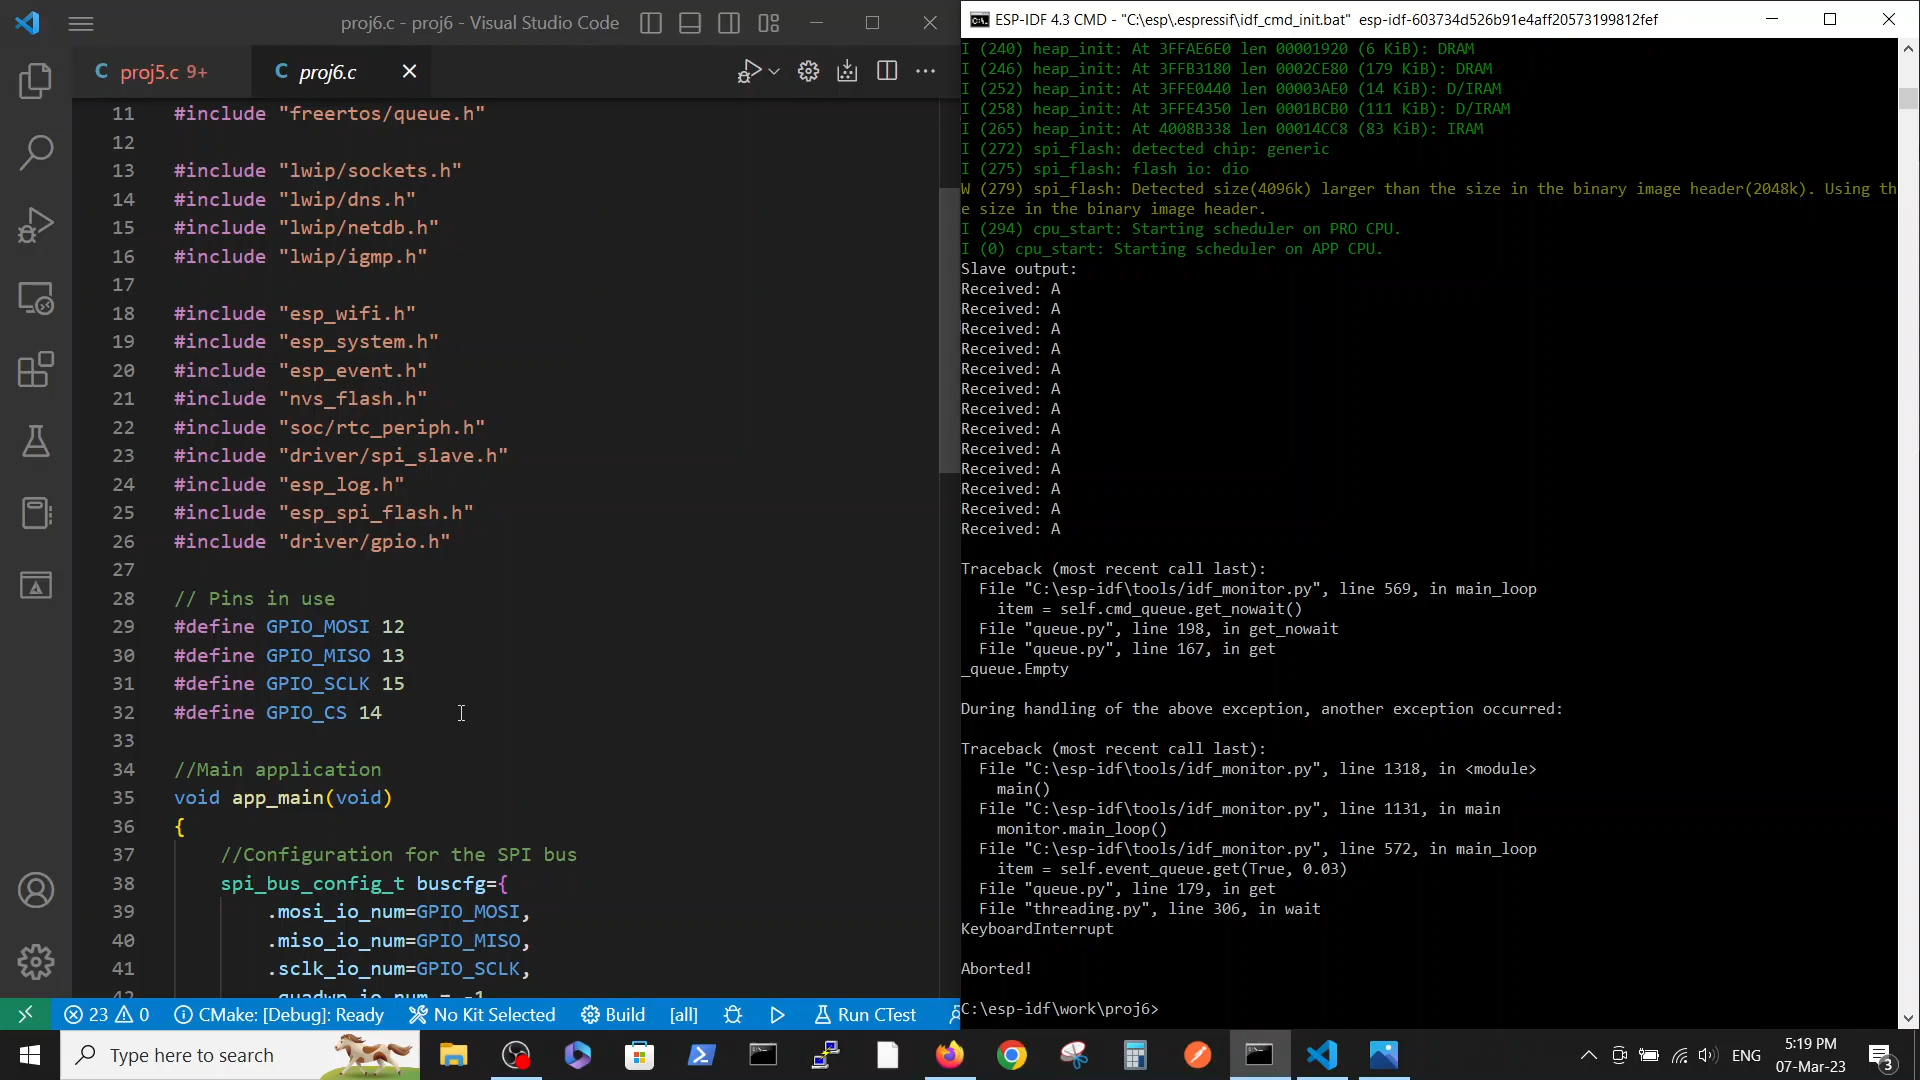 proj6.c - proj6 - Visual Studio Code
proj5.c 9+
proj6.c
11 #include "freertos/queue.h"
12
13 #include "lwip/sockets.h"
14 #include "lwip/dns.h"
15 #include "lwip/netdb.h"
16 #include "lwip/igmp.h"
17
18 #include "esp_wifi.h"
19 #include "esp_system.h"
20 #include "esp_event.h"
21 #include "nvs_flash.h"
22 #include "soc/rtc_periph.h"
23 #include "driver/spi_slave.h"
24 #include "esp_log.h"
25 #include "esp_spi_flash.h"
26 #include "driver/gpio.h"
27
28 // Pins in use
29 #define GPIO_MOSI 12
30 #define GPIO_MISO 13
31 #define GPIO_SCLK 15
32 #define GPIO_CS 14
33
34 //Main application
35 void app_main(void)
36 {
37 //Configuration for the SPI bus
38 spi_bus_config_t buscfg={
39 .mosi_io_num=GPIO_MOSI,
40 .miso_io_num=GPIO_MISO,
41 .sclk_io_num=GPIO_SCLK,
42 .quadwp_io_num = -1
23 0 CMake: [Debug]: Ready No Kit Selected Build [all] Run CTest
ESP-IDF 4.3 CMD - "C:\esp\.espressif\idf_cmd_init.bat" esp-idf-603734d526b91e4aff20573199812fef
I (240) heap_init: At 3FFAE6E0 len 00001920 (6 KiB): DRAM
I (246) heap_init: At 3FFB3180 len 0002CE80 (179 KiB): DRAM
I (252) heap_init: At 3FFE0440 len 00003AE0 (14 KiB): D/IRAM
I (258) heap_init: At 3FFE4350 len 0001BCB0 (111 KiB): D/IRAM
I (265) heap_init: At 4008B338 len 00014CC8 (83 KiB): IRAM
I (272) spi_flash: detected chip: generic
I (275) spi_flash: flash io: dio
W (279) spi_flash: Detected size(4096k) larger than the size in the binary image header(2048k). Using th
e size in the binary image header.
I (294) cpu_start: Starting scheduler on PRO CPU.
I (0) cpu_start: Starting scheduler on APP CPU.
Slave output:
Received: A
Received: A
Received: A
Received: A
Received: A
Received: A
Received: A
Received: A
Received: A
Received: A
Received: A
Received: A
Received: A
Traceback (most recent call last):
File "C:\esp-idf\tools/idf_monitor.py", line 569, in main_loop
item = self.cmd_queue.get_nowait()
File "queue.py", line 198, in get_nowait
File "queue.py", line 167, in get
_queue.Empty
During handling of the above exception, another exception occurred:
Traceback (most recent call last):
File "C:\esp-idf\tools/idf_monitor.py", line 1318, in <module>
main()
File "C:\esp-idf\tools/idf_monitor.py", line 1131, in main
monitor.main_loop()
File "C:\esp-idf\tools/idf_monitor.py", line 572, in main_loop
item = self.event_queue.get(True, 0.03)
File "queue.py", line 179, in get
File "threading.py", line 306, in wait
KeyboardInterrupt
Aborted!
C:\esp-idf\work\proj6>
Type here to search
ENG
5:19 PM
07-Mar-23
3